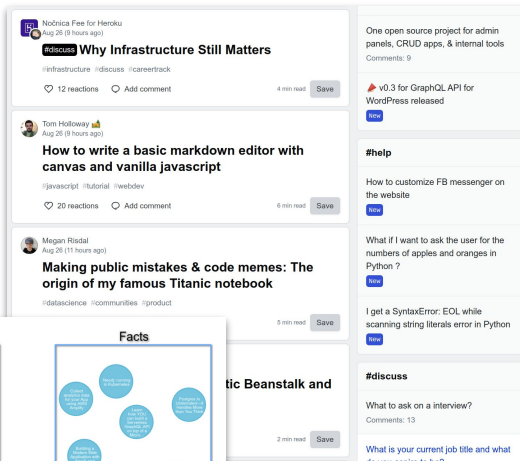 Nočnica Fee for Heroku
Aug 26 (9 hours ago)
#discuss Why Infrastructure Still Matters
#infrastructure #discuss #careertrack
12 reactions Add comment
4 min read Save
Tom Holloway
Aug 26 (9 hours ago)
How to write a basic markdown editor with
canvas and vanilla javascript
#javascript #tutorial #webdev
20 reactions Add comment
6 min read Save
Megan Risdal
Aug 26 (11 hours ago)
Making public mistakes & code memes: The
origin of my famous Titanic notebook
#datascience #communities #product
5 min read Save
tic Beanstalk and
2 min read Save
Facts
One open source project for admin
panels, CRUD apps, & internal tools
Comments: 9
v0.3 for GraphQL API for
WordPress released
New
#help
How to customize FB messenger on
the website
New
What if I want to ask the user for the
numbers of apples and oranges in
Python ?
New
I get a SyntaxError: EOL while
scanning string literals error in Python
New
#discuss
What to ask on a interview?
Comments: 13
What is your current job title and what